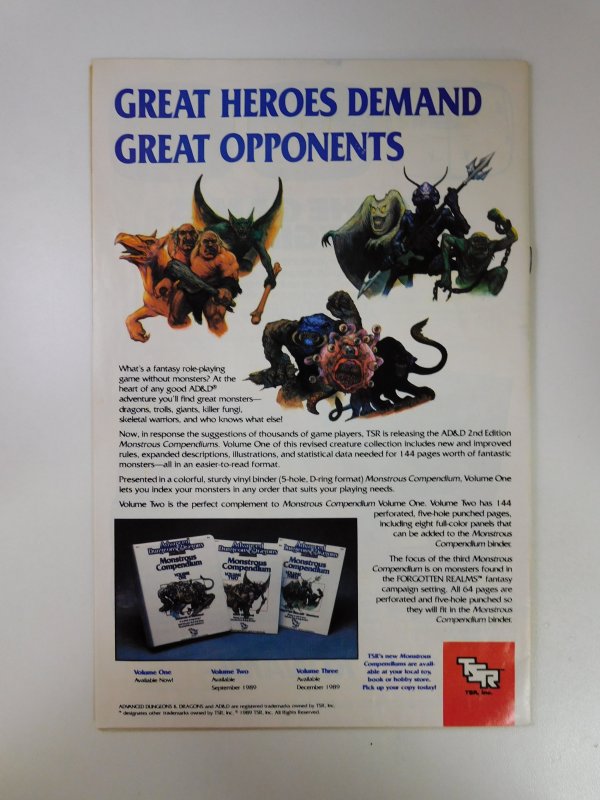 GREAT HEROES DEMAND
GREAT OPPONENTS
What's a fantasy role-playing
game without monsters? At the
heart of any good AD&D®
adventure you'll find great monsters—
dragons, trolls, giants, killer fungi,
skeletal warriors, and who knows what else!
Now, in response the suggestions of thousands of game players, TSR is releasing the AD&D 2nd Edition
Monstrous Compendiums. Volume One of this revised creature collection includes new and improved
rules, expanded descriptions, illustrations, and statistical data needed for 144 pages worth of fantastic
monsters—all in an easier-to-read format.
Presented in a colorful, sturdy vinyl binder (5-hole, D-ring format) Monstrous Compendium, Volume One
lets you index your monsters in any order that suits your playing needs.
Volume Two is the perfect complement to Monstrous Compendium Volume One. Volume Two has 144
perforated, five-hole punched pages,
including eight full-color panels that
can be added to the Monstrous
Compendium binder.
The focus of the third Monstrous
Compendium is on monsters found in
the FORGOTTEN REALMS™ fantasy
campaign setting. All 64 pages are
perforated and five-hole punched so
they will fit in the Monstrous
Compendium binder.
Advanced
Dungeons & Dragons
Monstrous
Compendium
Advanced
Dungeons & Dragons
Monstrous
Compendium
Advanced
Dungeons & Dragons
Monstrous
Compendium
Volume One
Available Now!
Volume Two
Available
September 1989
Volume Three
Available
December 1989
TSR's new Monstrous
Compendiums are avail-
able at your local toy,
book or hobby store.
Pick up your copy today!
TSR
TSR, Inc.
ADVANCED DUNGEONS & DRAGONS and AD&D are registered trademarks owned by TSR, Inc.
™ designates other trademarks owned by TSR, Inc. © 1989 TSR, Inc. All Rights Reserved.